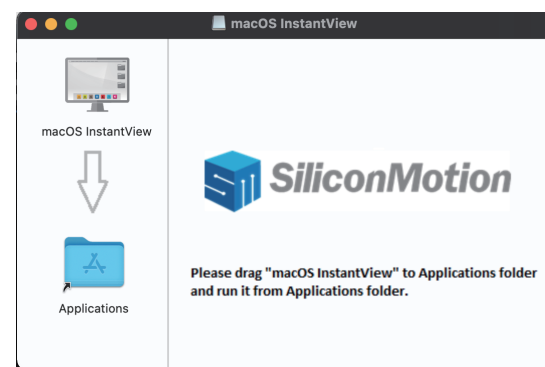 macOS InstantView
macOS InstantView
SiliconMotion
Please drag "macOS InstantView" to Applications folder
and run it from Applications folder.
Applications